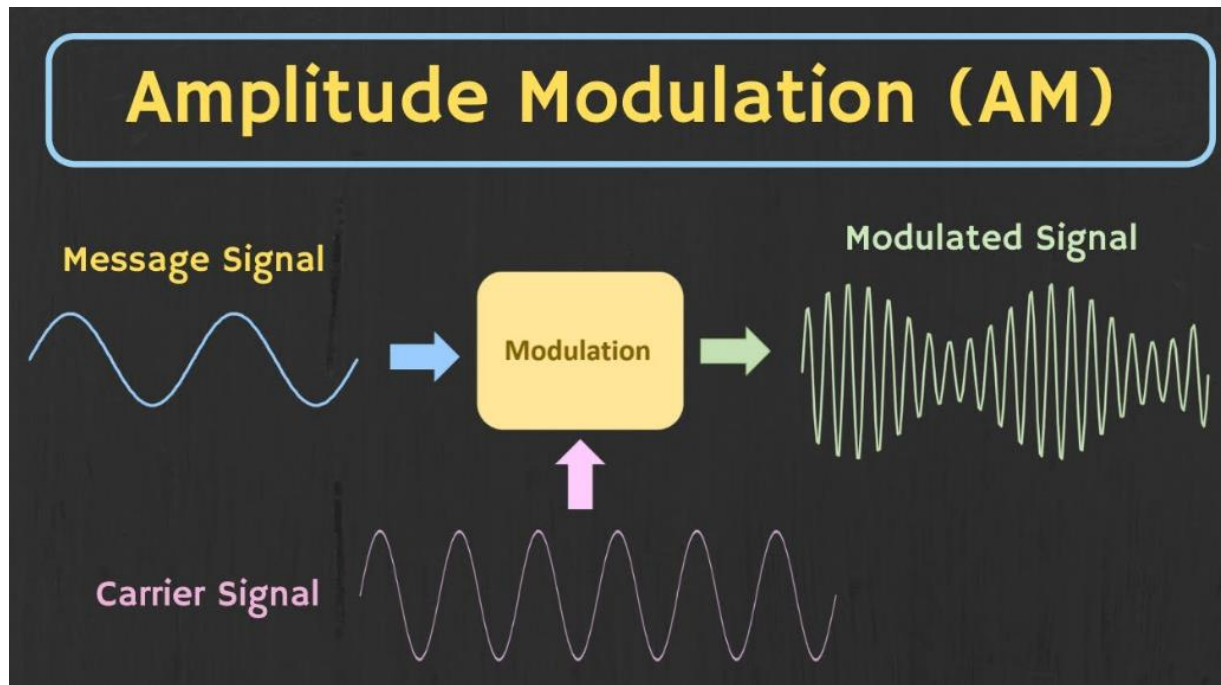 Amplitude Modulation (AM)
Message Signal
Modulated Signal
Modulation
Carrier Signal